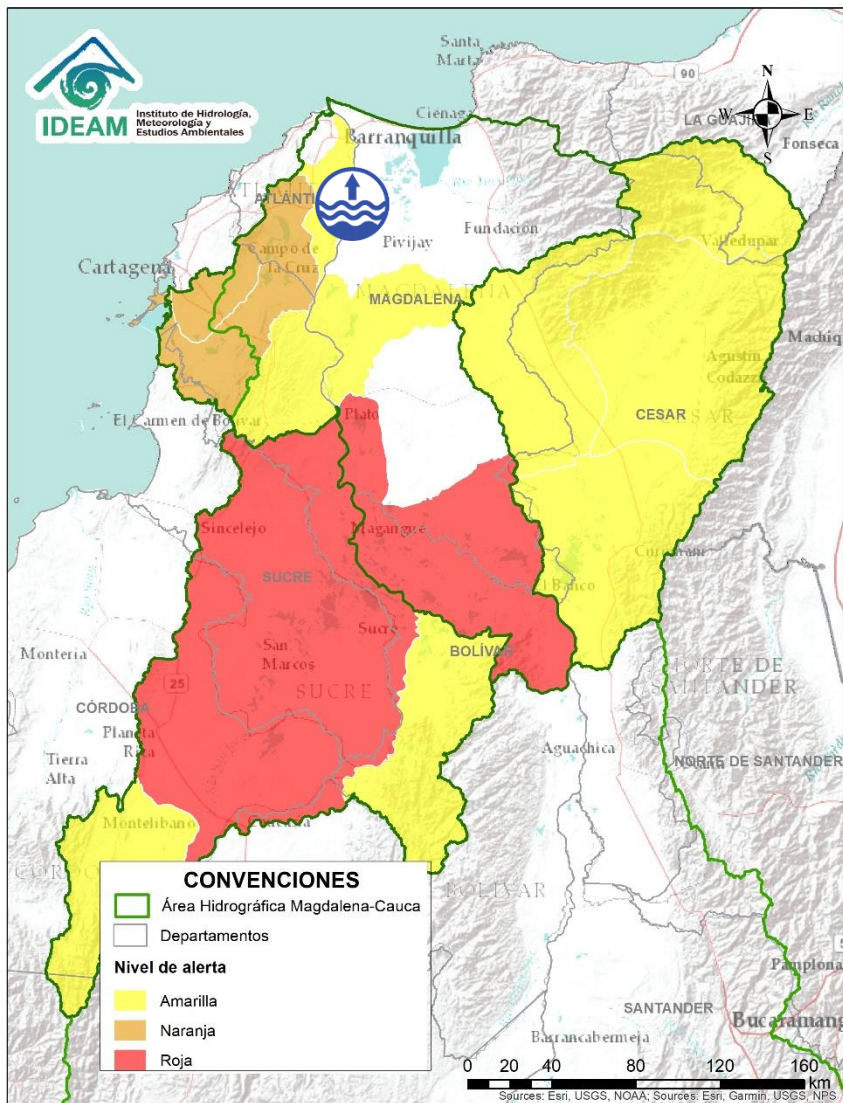 IDEAM
Instituto de Hidrología,
Meteorología y
Estudios Ambientales
Santa
Marta
90
N
W
E
S
LA GUAJIRA
Fonseca
Ciénaga
Barranquilla
Pivijay
Fundación
Campo de
la Cruz
Cartagena
Valledupar
MAGDALENA
Agustín
Codazzi
CESAR
CESAR
El Carmen de Bolívar
Plato
Sincelejo
Magangué
SUCRE
El Banco
Sucre
BOLÍVAR
San
Marcos
SUCRE
Montería
25
CÓRDOBA
Planeta
Rica
Tierra
Alta
NORTE DE
SANTANDER
Aguachica
NORTE DE SANTANDER
Montelíbano
BOLÍVAR
CONVENCIONES
Área Hidrográfica Magdalena-Cauca
Departamentos
Nivel de alerta
Amarilla
Naranja
Roja
Pamplona
SANTANDER
Barrancabermeja
0 20 40 80 120 160
km
Sources: Esri, USGS, NOAA; Sources: Esri, Garmin, USGS, NPS